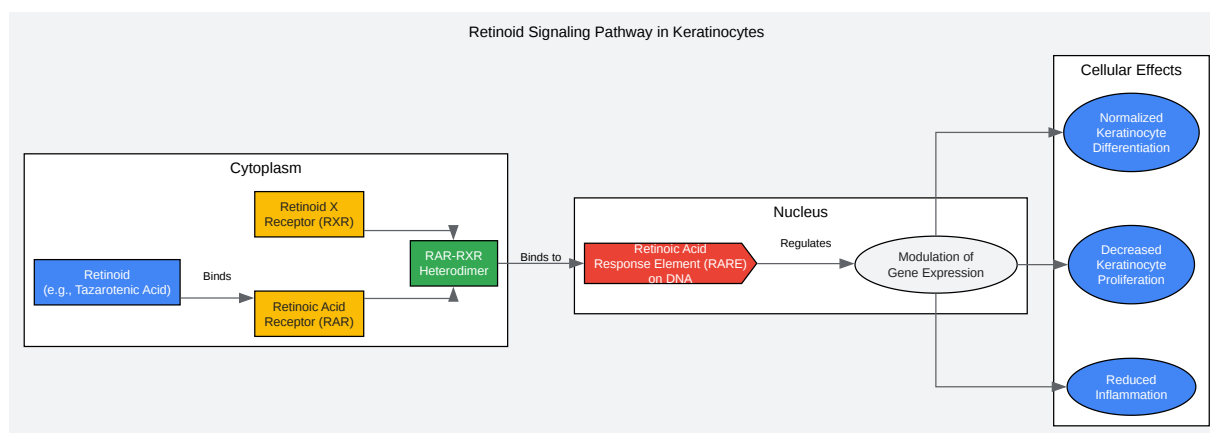 Retinoid Signaling Pathway in Keratinocytes
Cytoplasm
Retinoid X
Receptor (RXR)
Retinoid
(e.g., Tazarotenic Acid)
Binds
Retinoic Acid
Receptor (RAR)
RAR-RXR
Heterodimer
Binds to
Nucleus
Retinoic Acid
Response Element (RARE)
on DNA
Regulates
Modulation of
Gene Expression
Cellular Effects
Normalized
Keratinocyte
Differentiation
Decreased
Keratinocyte
Proliferation
Reduced
Inflammation